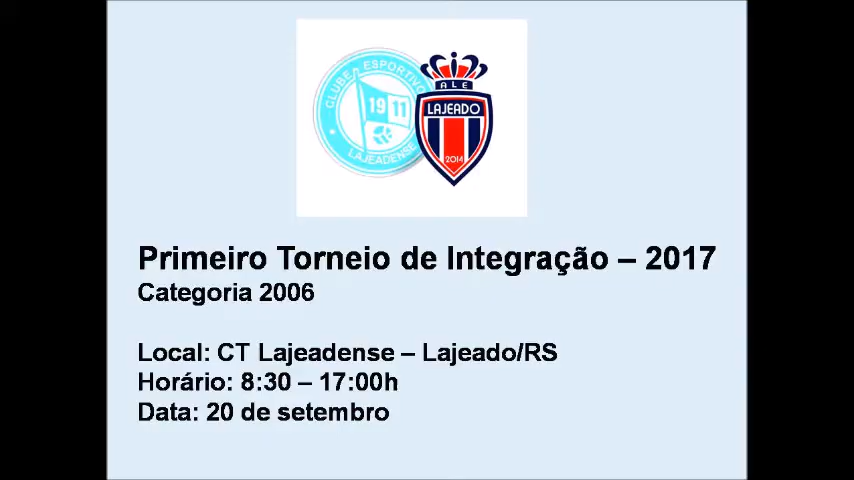 CLUBE ESPORTIVO
1911
LAJEADENSE
ALE
LAJEADO
2014
Primeiro Torneio de Integração – 2017
Categoria 2006
Local: CT Lajeadense – Lajeado/RS
Horário: 8:30 – 17:00h
Data: 20 de setembro